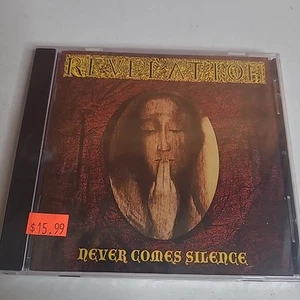 REVELATION
$15.99
NEVER COMES SILENCE